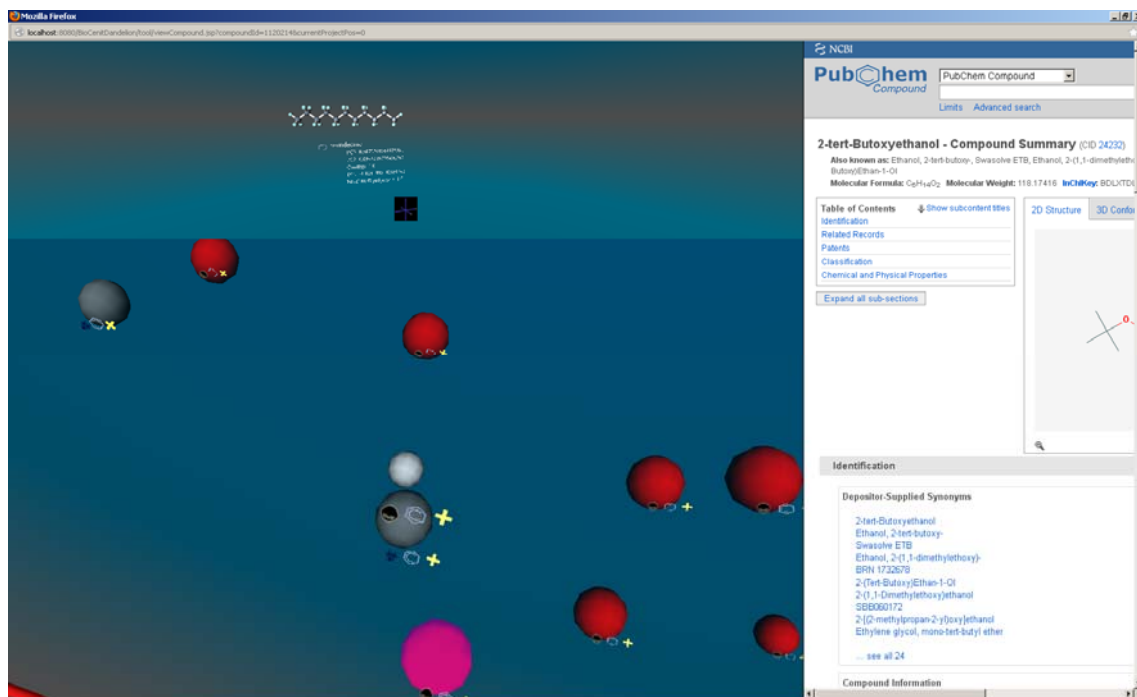 Mozilla Firefox
localhost:8080/BioCentDandelion/tool/viewCompound.jsp?compoundId=1120214&currentProjectPos=0
NCBI
PubChem
Compound
PubChem Compound
Limits Advanced search
2-tert-Butoxyethanol - Compound Summary (CID 24232)
Also known as: Ethanol, 2-tert-butoxy-, Swasolve ETB, Ethanol, 2-(1,1-dimethyletho
Butoxy)Ethan-1-Ol
Molecular Formula: C6H14O2 Molecular Weight: 118.17416 InChIKey: BDLXTDL
Table of Contents Show subcontent titles
Identification
Related Records
Patents
Classification
Chemical and Physical Properties
Expand all sub-sections
2D Structure 3D Confo
O
Identification
Depositor-Supplied Synonyms
2-tert-Butoxyethanol
Ethanol, 2-tert-butoxy-
Swasolve ETB
Ethanol, 2-(1,1-dimethylethoxy)-
BRN 1732678
2-(Tert-Butoxy)Ethan-1-Ol
2-(1,1-Dimethylethoxy)ethanol
SBB060172
2-[(2-methylpropan-2-yl)oxy]ethanol
Ethylene glycol, mono-tert-butyl ether
... see all 24
Compound Information